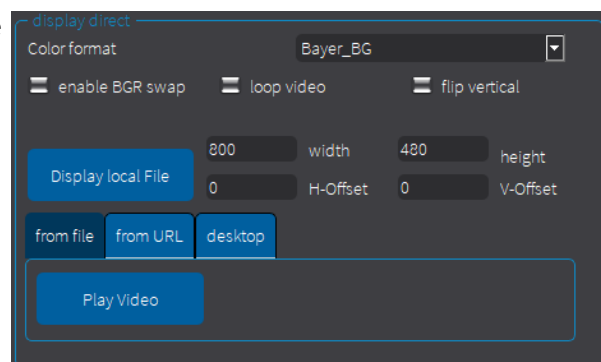 display direct
Color format Bayer_BG
enable BGR swap loop video flip vertical
800 width 480 height
Display local File
0 H-Offset 0 V-Offset
from file from URL desktop
Play Video